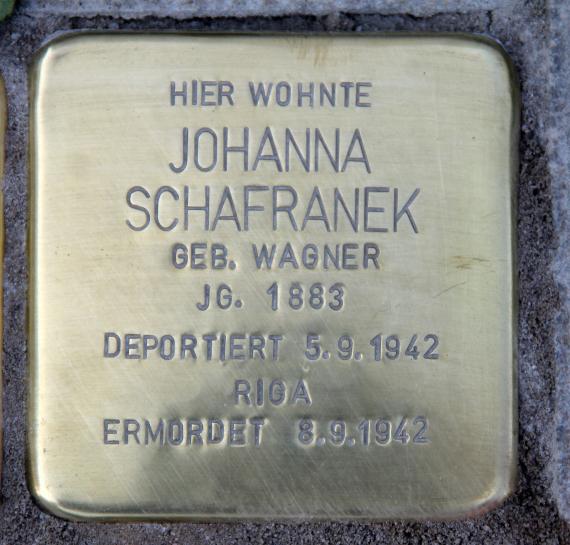 HIER WOHNTE
JOHANNA
SCHAFRANEK
GEB. WAGNER
JG. 1883
DEPORTIERT 5.9.1942
RIGA
ERMORDET 8.9.1942